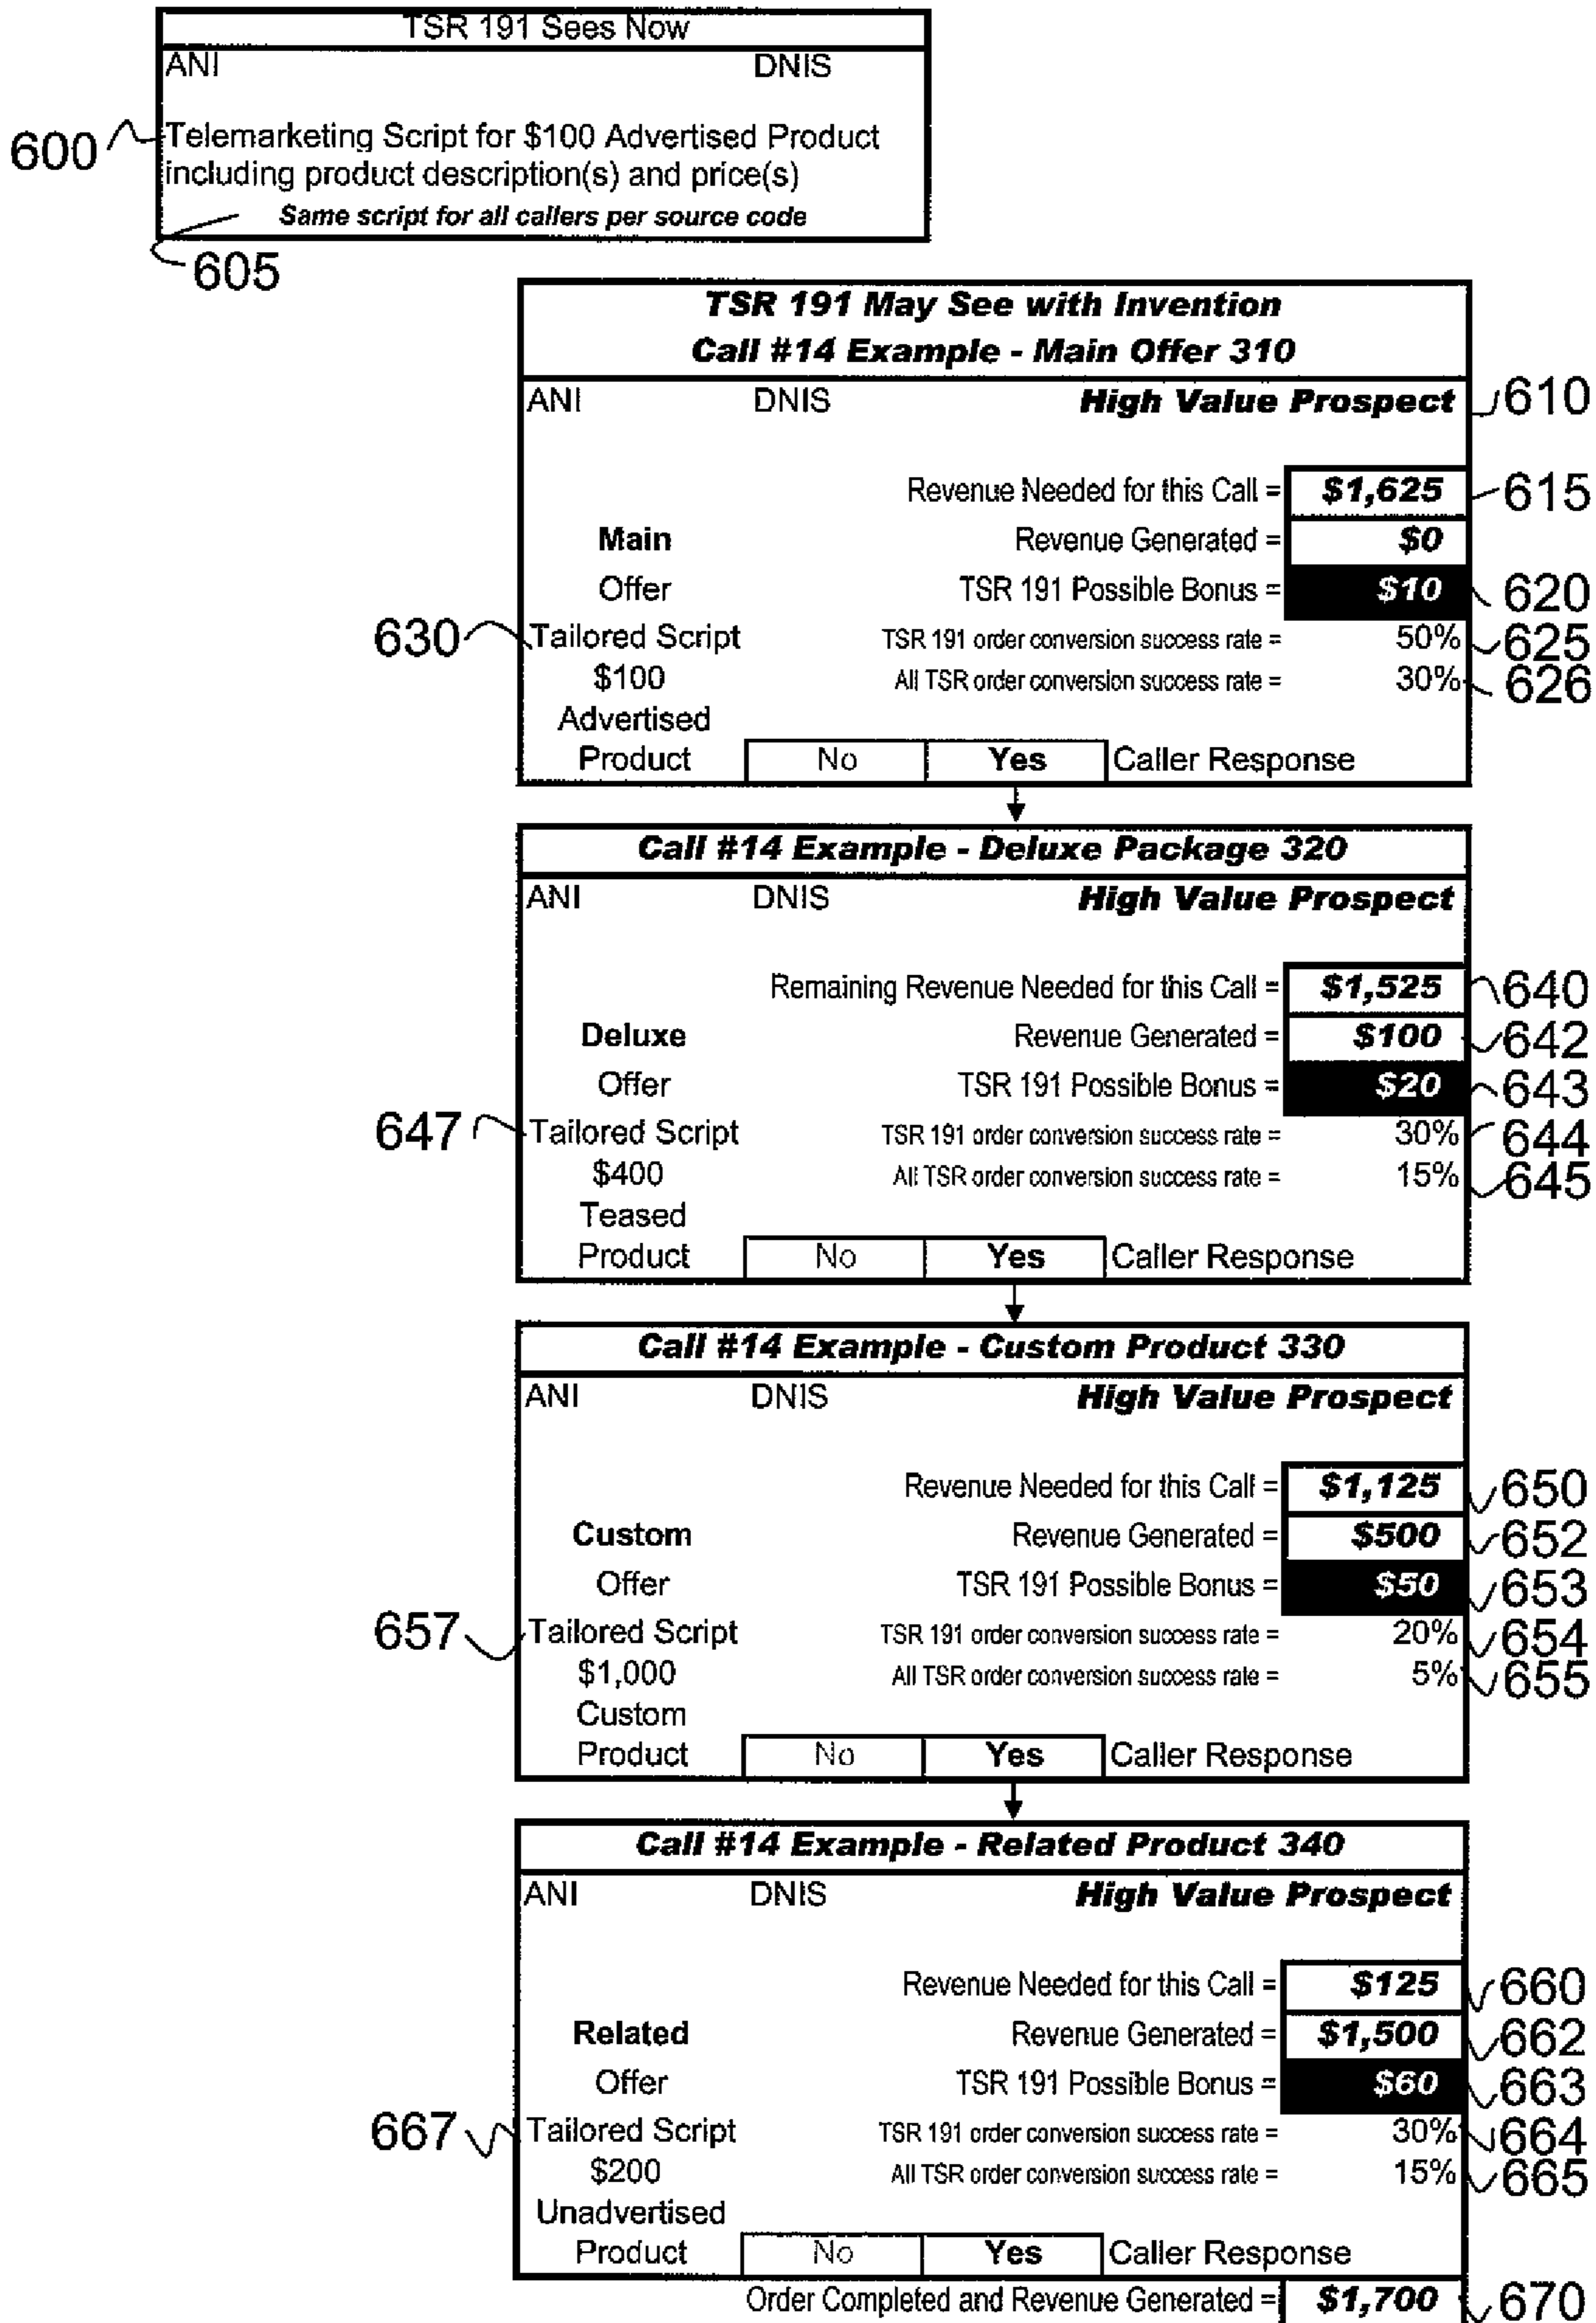 TSR 191 Sees Now
ANI DNIS
600 Telemarketing Script for $100 Advertised Product
including product description(s) and price(s)
Same script for all callers per source code
605
TSR 191 May See with Invention
Call #14 Example - Main Offer 310
ANI DNIS High Value Prospect 610
Revenue Needed for this Call = $1,625 615
Main Revenue Generated = $0
Offer TSR 191 Possible Bonus = $10 620
630 Tailored Script TSR 191 order conversion success rate = 50% 625
$100 All TSR order conversion success rate = 30% 626
Advertised
Product No Yes Caller Response
Call #14 Example - Deluxe Package 320
ANI DNIS High Value Prospect
Remaining Revenue Needed for this Call = $1,525 640
Deluxe Revenue Generated = $100 642
Offer TSR 191 Possible Bonus = $20 643
647 Tailored Script TSR 191 order conversion success rate = 30% 644
$400 All TSR order conversion success rate = 15% 645
Teased
Product No Yes Caller Response
Call #14 Example - Custom Product 330
ANI DNIS High Value Prospect
Revenue Needed for this Call = $1,125 650
Custom Revenue Generated = $500 652
Offer TSR 191 Possible Bonus = $50 653
657 Tailored Script TSR 191 order conversion success rate = 20% 654
$1,000 All TSR order conversion success rate = 5% 655
Custom
Product No Yes Caller Response
Call #14 Example - Related Product 340
ANI DNIS High Value Prospect
Revenue Needed for this Call = $125 660
Related Revenue Generated = $1,500 662
Offer TSR 191 Possible Bonus = $60 663
667 Tailored Script TSR 191 order conversion success rate = 30% 664
$200 All TSR order conversion success rate = 15% 665
Unadvertised
Product No Yes Caller Response
Order Completed and Revenue Generated = $1,700 670